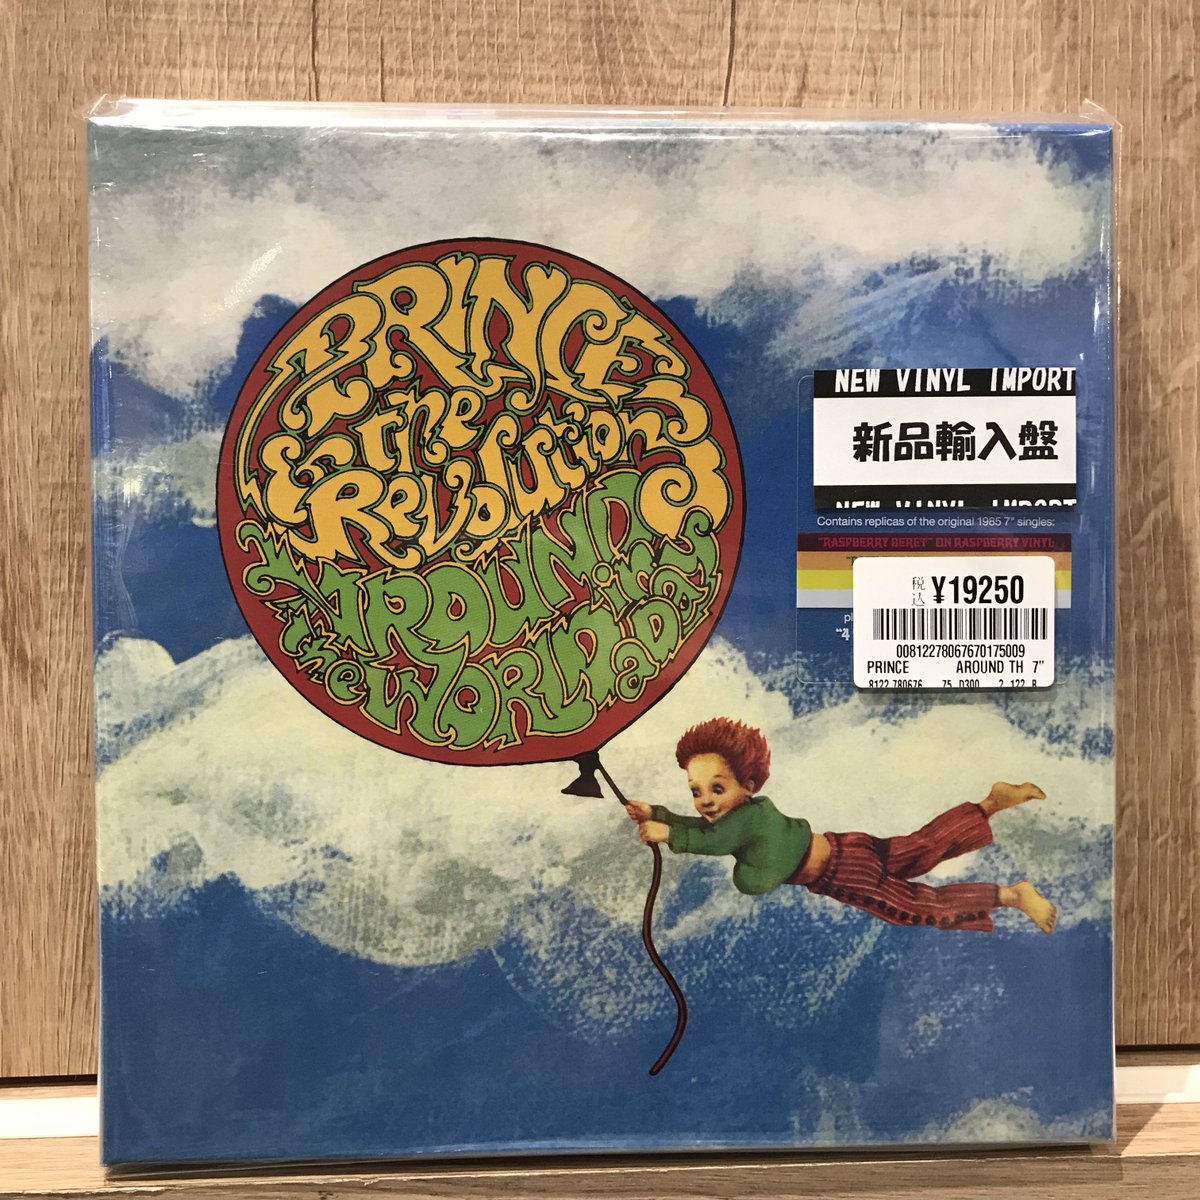 PRINCE
& the
Revolution
AROUND
the WORLD
in a Day
NEW VINYL IMPORT
新品輸入盤
NEW VINYL IMPORT
Contains replicas of the original 1985 7" singles:
"RASPBERRY BERET" ON RASPBERRY VINYL
"4
税込 ¥19250
00812278067670175009
PRINCE AROUND TH 7"
8122 780676 75 D300 2 122 B